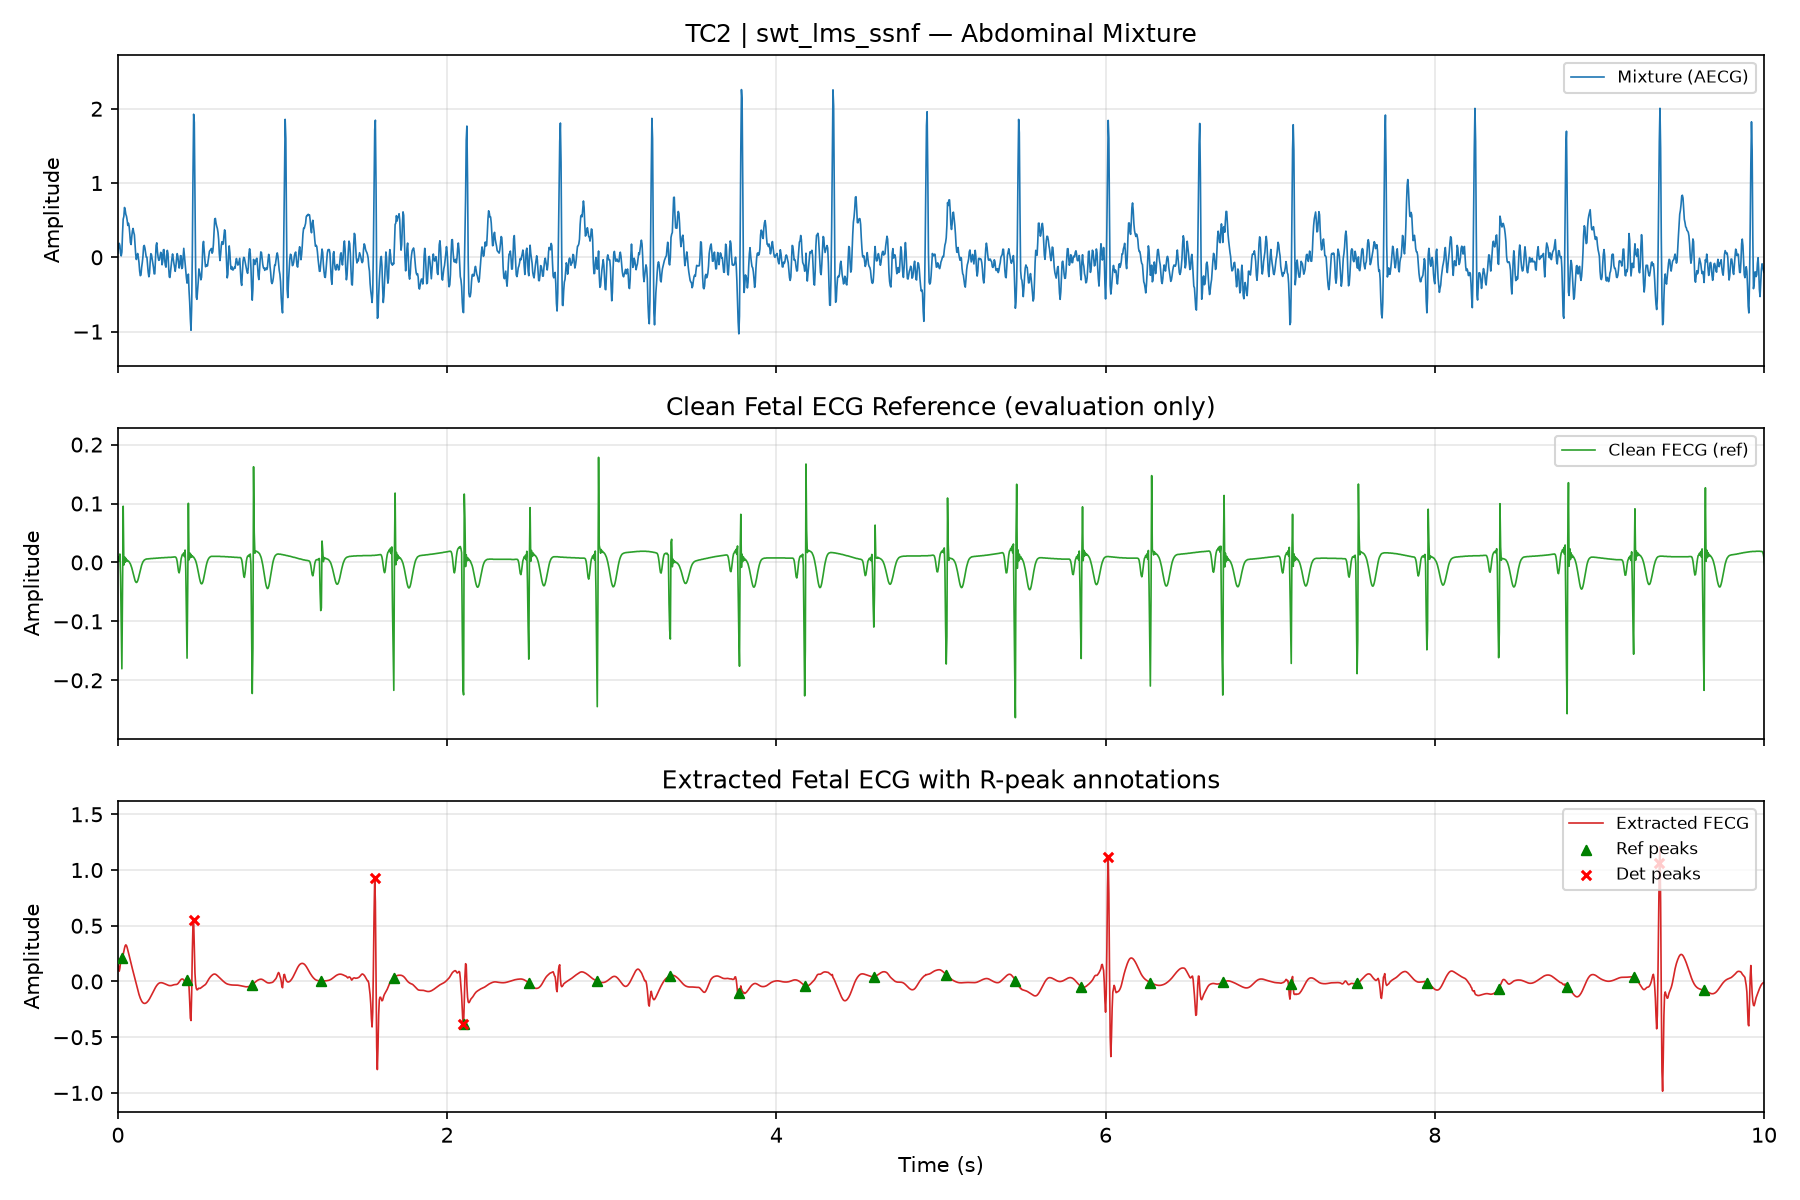 TC2 | swt_lms_ssnf — Abdominal Mixture
Mixture (AECG)
Amplitude
2
1
0
−1
Clean Fetal ECG Reference (evaluation only)
Clean FECG (ref)
Amplitude
0.2
0.1
0.0
−0.1
−0.2
Extracted Fetal ECG with R-peak annotations
Extracted FECG
Ref peaks
Det peaks
Amplitude
1.5
1.0
0.5
0.0
−0.5
−1.0
0 2 4 6 8 10
Time (s)